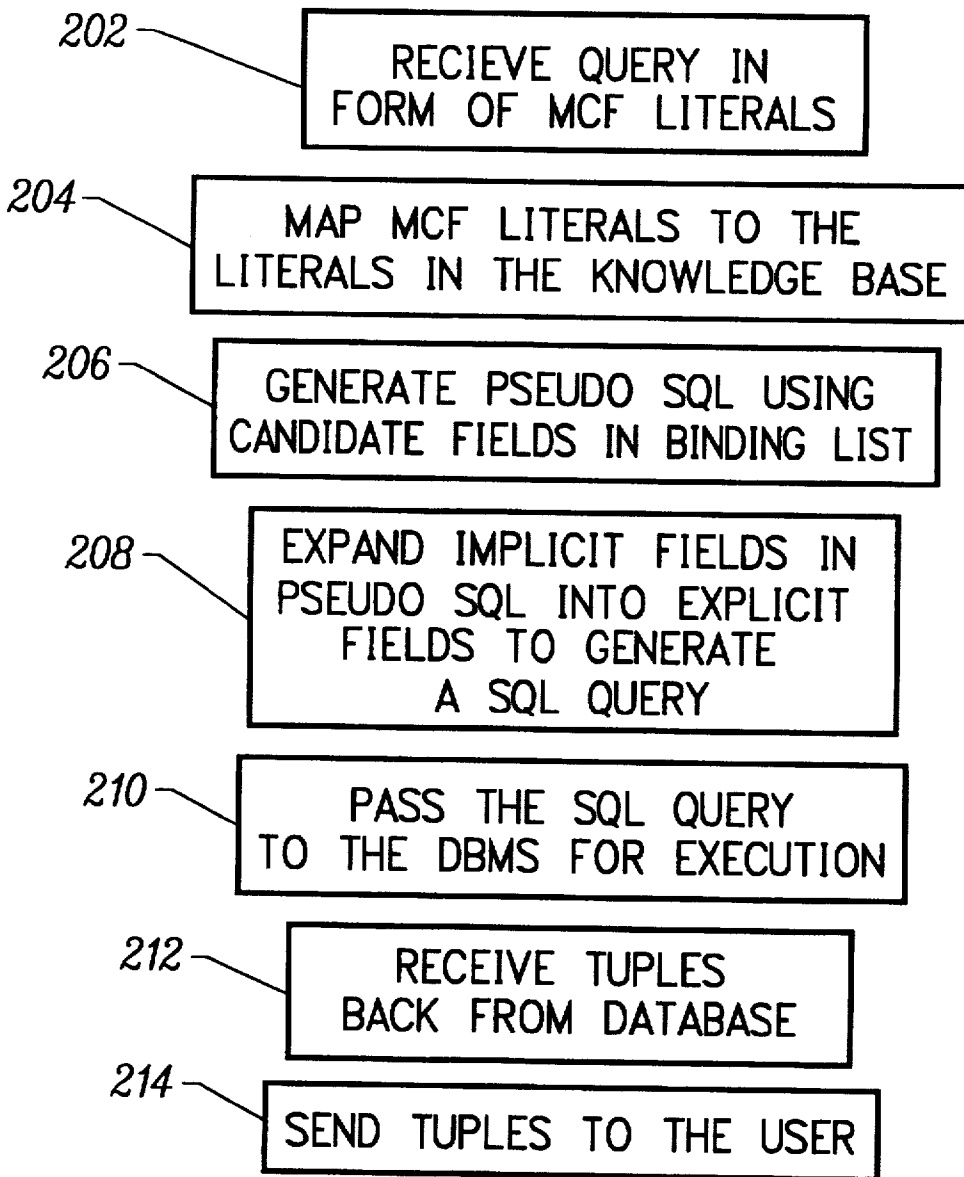 202
RECIEVE QUERY IN
FORM OF MCF LITERALS
204
MAP MCF LITERALS TO THE
LITERALS IN THE KNOWLEDGE BASE
206
GENERATE PSEUDO SQL USING
CANDIDATE FIELDS IN BINDING LIST
208
EXPAND IMPLICIT FIELDS IN
PSEUDO SQL INTO EXPLICIT
FIELDS TO GENERATE
A SQL QUERY
210
PASS THE SQL QUERY
TO THE DBMS FOR EXECUTION
212
RECEIVE TUPLES
BACK FROM DATABASE
214
SEND TUPLES TO THE USER